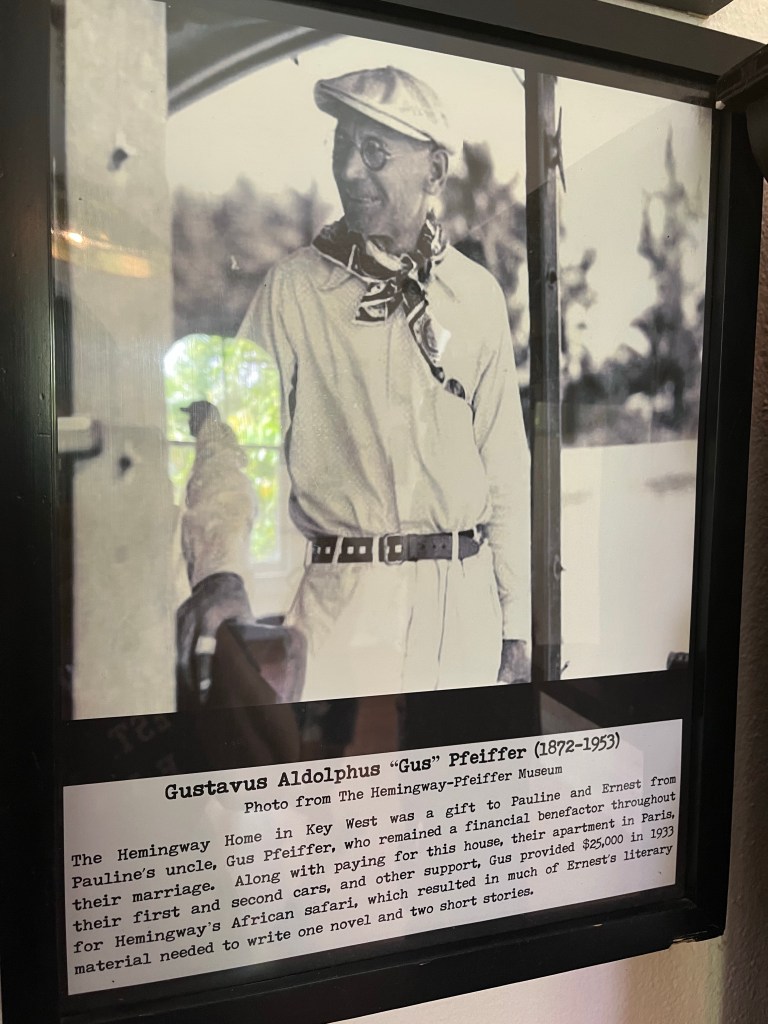 Gustavus Aldolphus “Gus” Pfeiffer (1872-1953)
Photo from The Hemingway-Pfeiffer Museum
The Hemingway Home in Key West was a gift to Pauline and Ernest from
Pauline's uncle, Gus Pfeiffer, who remained a financial benefactor throughout
their marriage. Along with paying for this house, their apartment in Paris,
their first and second cars, and other support, Gus provided $25,000 in 1933
for Hemingway's African safari, which resulted in much of Ernest's literary
material needed to write one novel and two short stories.